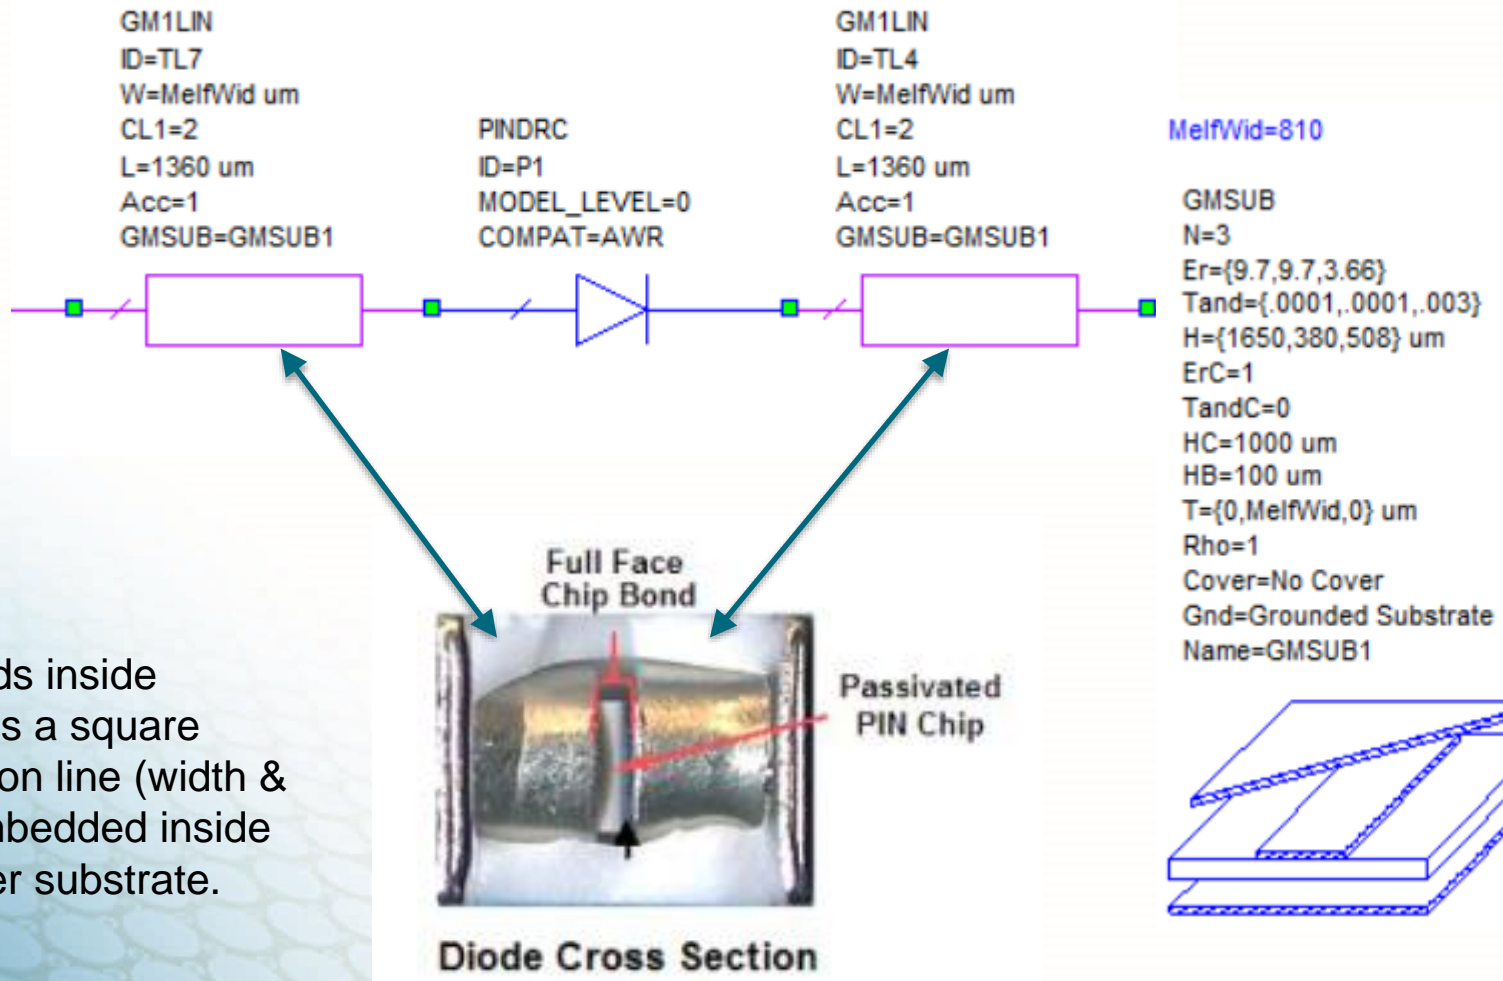 GM1LIN
ID=TL7
W=MelfWid um
CL1=2
L=1360 um
Acc=1
GMSUB=GMSUB1
PINDRC
ID=P1
MODEL_LEVEL=0
COMPAT=AWR
GM1LIN
ID=TL4
W=MelfWid um
CL1=2
L=1360 um
Acc=1
GMSUB=GMSUB1
MelfWid=810
GMSUB
N=3
Er={9.7,9.7,3.66}
Tand={.0001,.0001,.003}
H={1650,380,508} um
ErC=1
TandC=0
HC=1000 um
HB=100 um
T={0,MelfWid,0} um
Rho=1
Cover=No Cover
Gnd=Grounded Substrate
Name=GMSUB1
Full Face
Chip Bond
Passivated
PIN Chip
Diode Cross Section
ds inside
s a square
on line (width &
nbedded inside
er substrate.